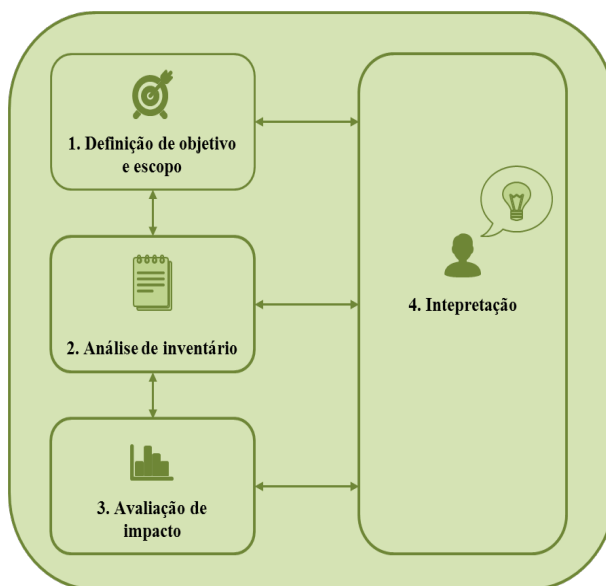 1. Definição de objetivo
e escopo
2. Análise de inventário
4. Intepretação
3. Avaliação de
impacto